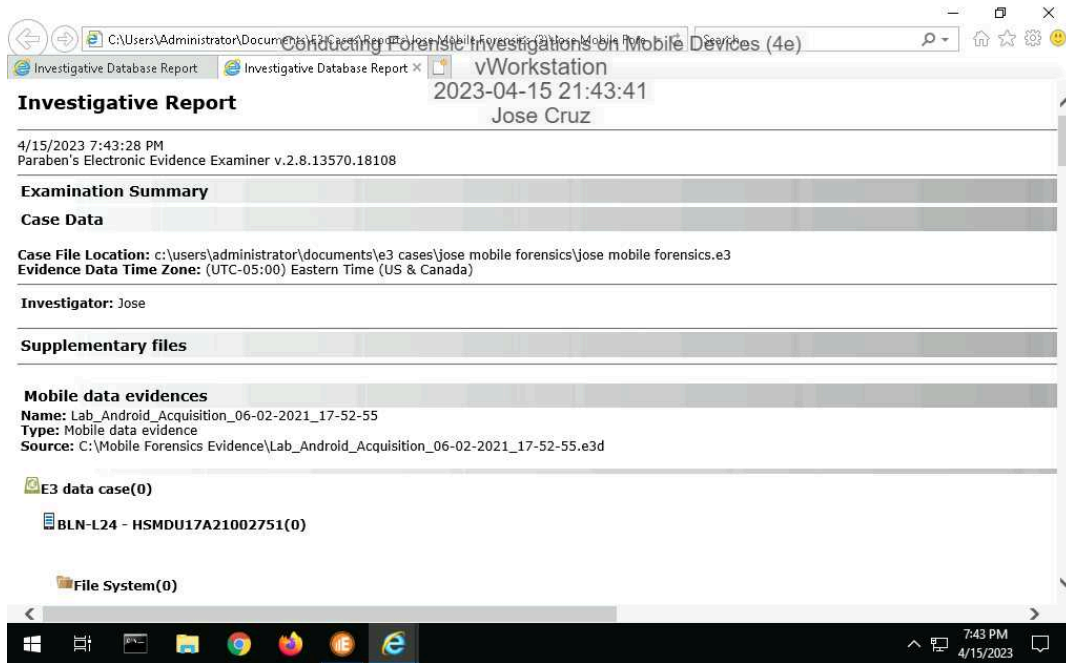 C:\Users\Administrator\Docum
Conducting Forensic Investigations on Mobile Devices (4e)
Investigative Database Report
Investigative Database Report
vWorkstation
2023-04-15 21:43:41
Jose Cruz
Investigative Report
4/15/2023 7:43:28 PM
Paraben's Electronic Evidence Examiner v.2.8.13570.18108
Examination Summary
Case Data
Case File Location: c:\users\administrator\documents\e3 cases\jose mobile forensics\jose mobile forensics.e3
Evidence Data Time Zone: (UTC-05:00) Eastern Time (US & Canada)
Investigator: Jose
Supplementary files
Mobile data evidences
Name: Lab_Android_Acquisition_06-02-2021_17-52-55
Type: Mobile data evidence
Source: C:\Mobile Forensics Evidence\Lab_Android_Acquisition_06-02-2021_17-52-55.e3d
E3 data case(0)
BLN-L24 - HSMDU17A21002751(0)
File System(0)
7:43 PM
4/15/2023